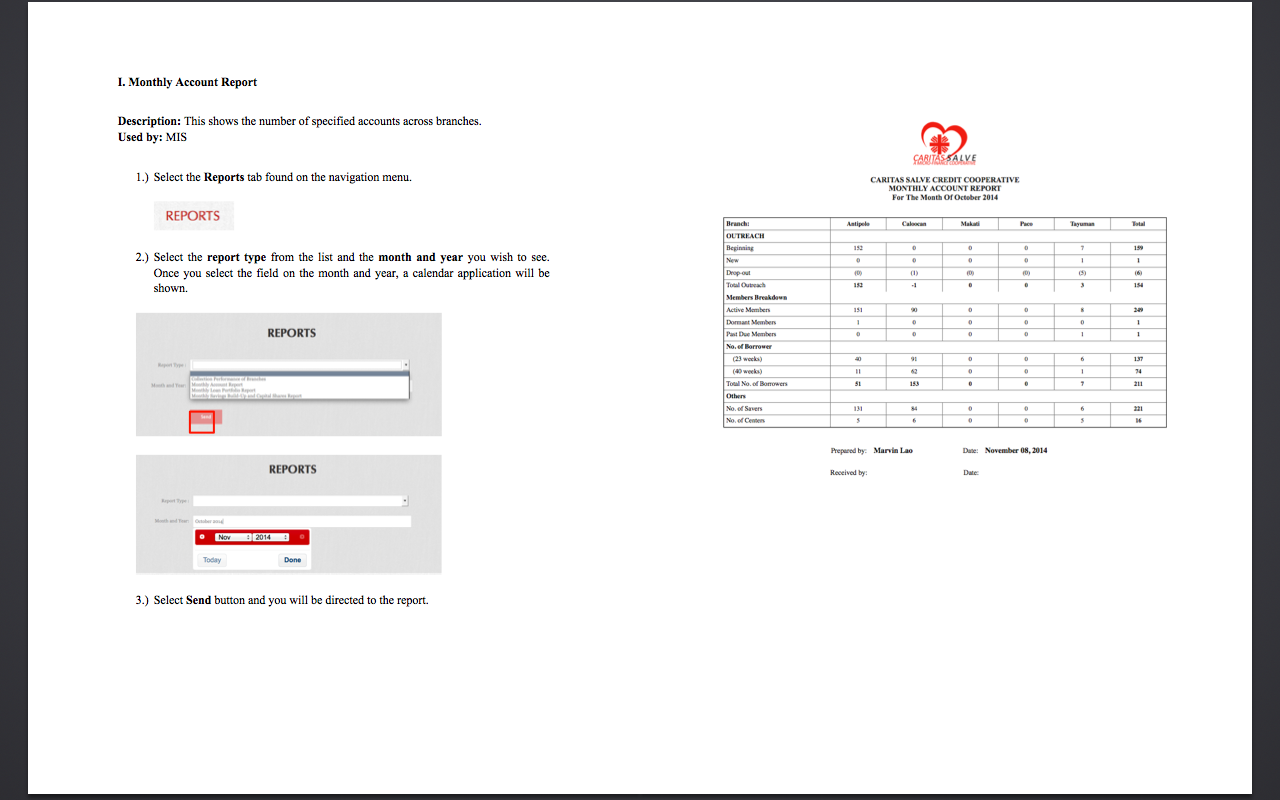 I. Monthly Account Report
Description: This shows the number of specified accounts across branches.
Used by: MIS
1.) Select the Reports tab found on the navigation menu.
REPORTS
2.) Select the report type from the list and the month and year you wish to see.
Once you select the field on the month and year, a calendar application will be
shown.
REPORTS
Report Type:
Collection Performance of Branches
Month and Year: Monthly Account Report
Monthly Loan Portfolio Report
Monthly Savings Build-Up and Capital Shares Report
Send
REPORTS
Report Type:
Month and Year: October 2014
Nov 2014
Today Done
3.) Select Send button and you will be directed to the report.
CARITAS SALVE
CARITAS SALVE CREDIT COOPERATIVE
MONTHLY ACCOUNT REPORT
For The Month Of October 2014
Branch: Antipolo Caloocan Makati Paco Tayuman Total
OUTREACH
Beginning 152 0 0 0 7 159
New 0 0 0 0 1 1
Drop-out (0) (1) (0) (0) (5) (6)
Total Outreach 152 -1 0 0 3 154
Members Breakdown
Active Members 151 90 0 0 8 249
Dormant Members 1 0 0 0 0 1
Past Due Members 0 0 0 0 1 1
No. of Borrower
(23 weeks) 40 91 0 0 6 137
(40 weeks) 11 62 0 0 1 74
Total No. of Borrowers 51 153 0 0 7 211
Others
No. of Savers 131 84 0 0 6 221
No. of Centers 5 6 0 0 5 16
Prepared by: Marvin Lao Date: November 08, 2014
Received by: Date: